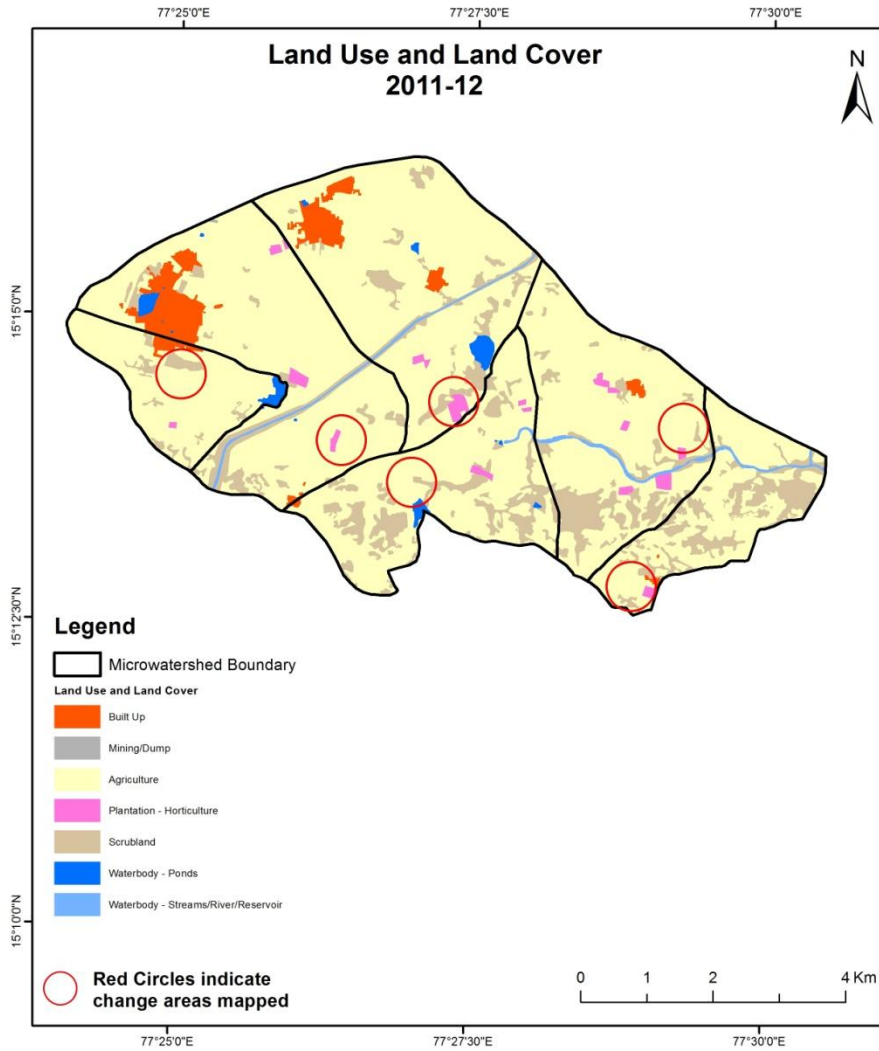 77°25'0"E 77°27'30"E 77°30'0"E
Land Use and Land Cover
2011-12
N
15°15'0"N
15°12'30"N
15°10'0"N
Legend
Microwatershed Boundary
Land Use and Land Cover
Built Up
Mining/Dump
Agriculture
Plantation - Horticulture
Scrubland
Waterbody - Ponds
Waterbody - Streams/River/Reservoir
Red Circles indicate
change areas mapped
0 1 2 4 Km
77°25'0"E 77°27'30"E 77°30'0"E